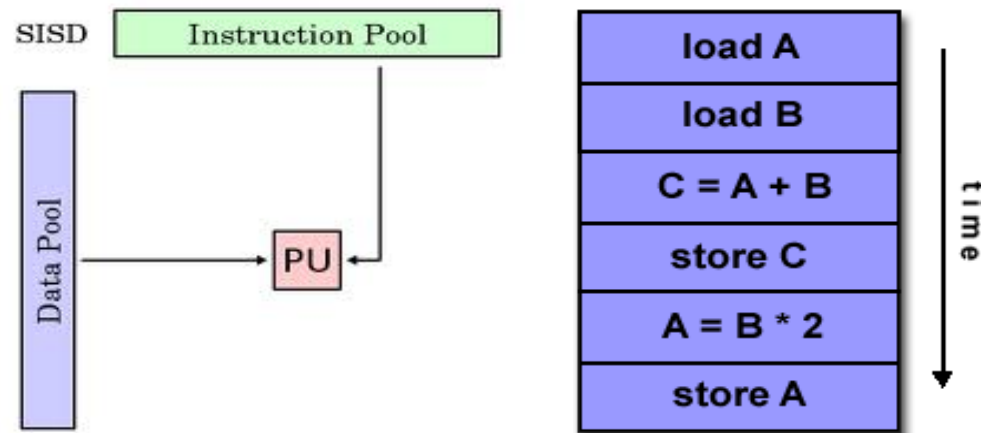 SISD
Instruction Pool
Data Pool
PU
load A
load B
C = A + B
store C
A = B * 2
store A
time